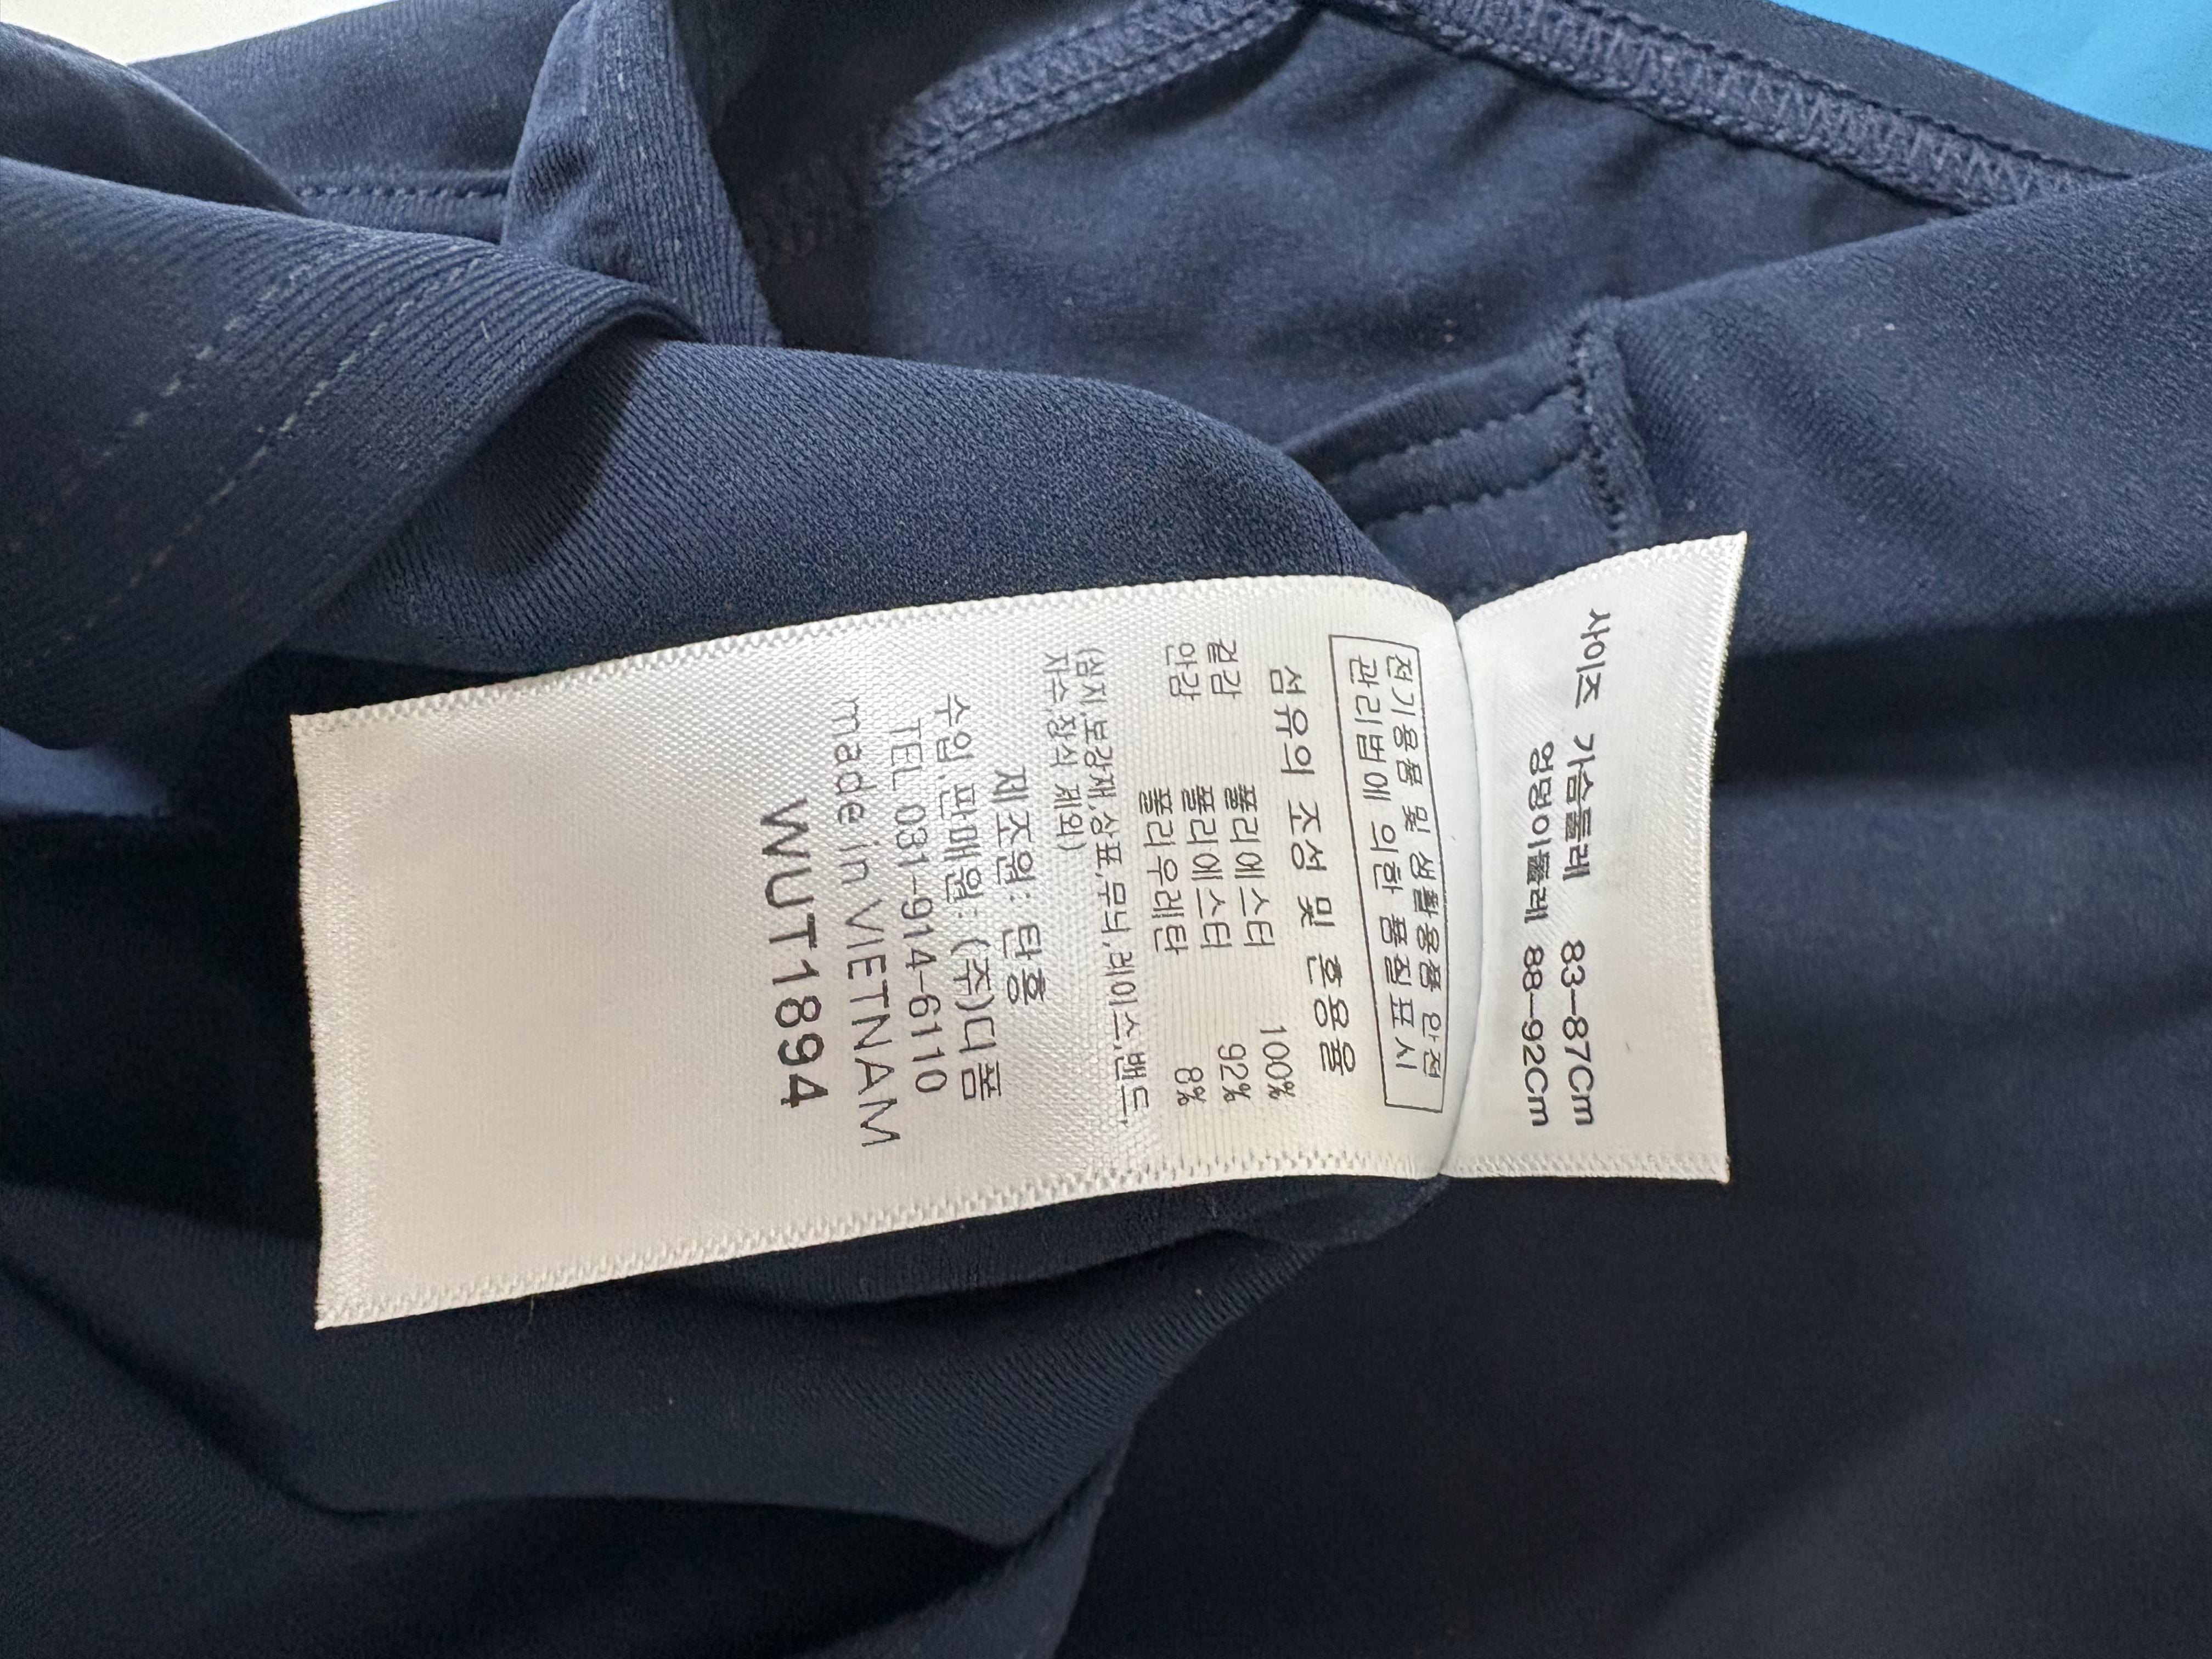 사이즈 가슴둘레 83-87Cm
엉덩이둘레 88-92Cm
전기용품 및 생활용품 안전
관리법에 의한 품질표시
섬유의 조성 및 혼용율
겉감 폴리에스터 100%
안감 폴리에스터 92%
폴리우레탄 8%
(심지,보강재,상표,무늬,레이스,밴드,
자수,장식 제외)
제조원: 탄홍
수입,판매원: (주)디폼
TEL 031-914-6110
made in VIETNAM
WUT1894